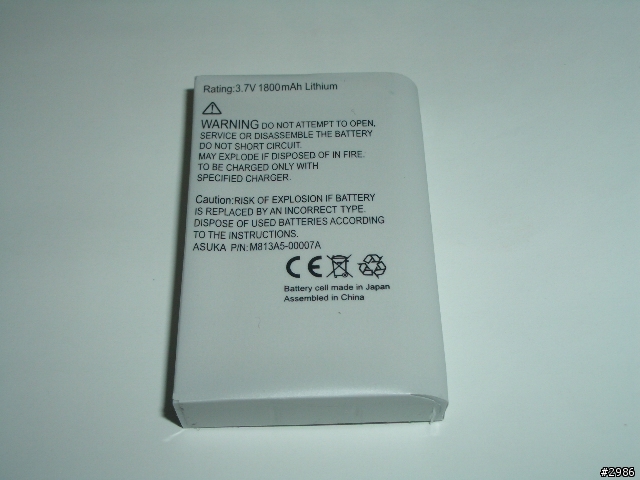 Rating:3.7V 1800mAh Lithium
WARNING DO NOT ATTEMPT TO OPEN,
SERVICE OR DISASSEMBLE THE BATTERY
DO NOT SHORT CIRCUIT.
MAY EXPLODE IF DISPOSED OF IN FIRE.
TO BE CHARGED ONLY WITH
SPECIFIED CHARGER.
Caution:RISK OF EXPLOSION IF BATTERY
IS REPLACED BY AN INCORRECT TYPE.
DISPOSE OF USED BATTERIES ACCORDING
TO THE INSTRUCTIONS.
ASUKA P/N:M813A5-00007A
CE
Battery cell made in Japan
Assembled in China
#2986